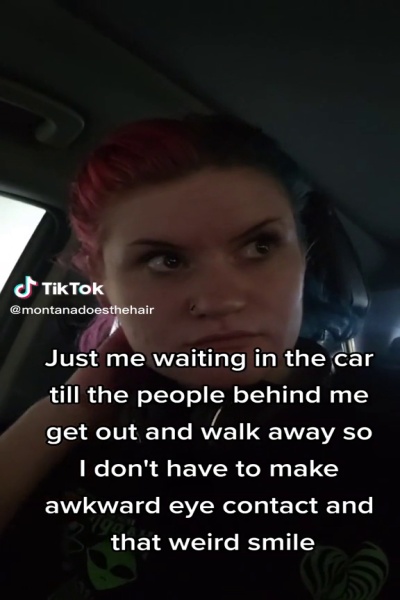 TikTok
@montanadoesthehair
Just me waiting in the car
till the people behind me
get out and walk away so
I don't have to make
awkward eye contact and
that weird smile